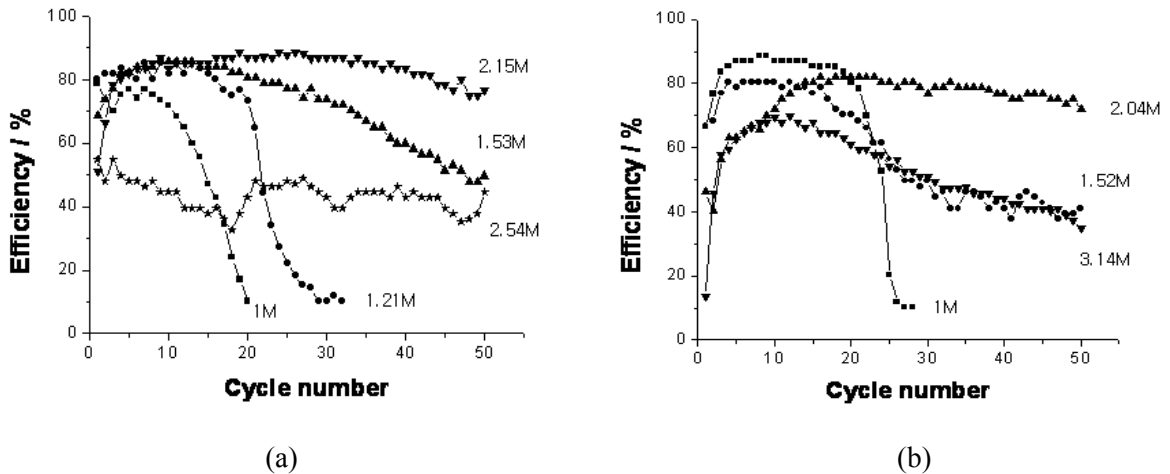 100
80
60
40
20
0
Efficiency / %
0 10 20 30 40 50
Cycle number
2.15M
1.53M
2.54M
1.21M
1M
(a)
100
80
60
40
20
0
Efficiency / %
0 10 20 30 40 50
Cycle number
2.04M
1.52M
3.14M
1M
(b)